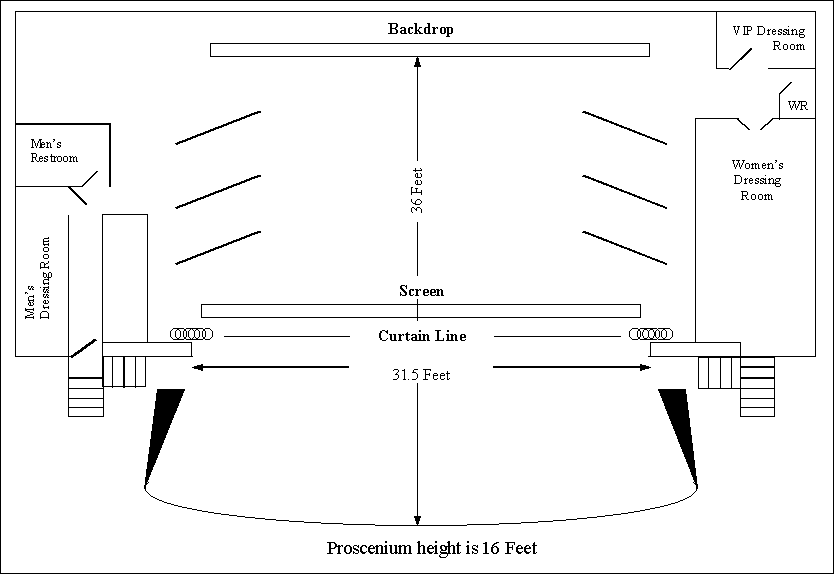 Backdrop
VIP Dressing
Room
WR
Men's
Restroom
Women's
Dressing
Room
36 Feet
Men's
Dressing Room
Screen
Curtain Line
31.5 Feet
Proscenium height is 16 Feet